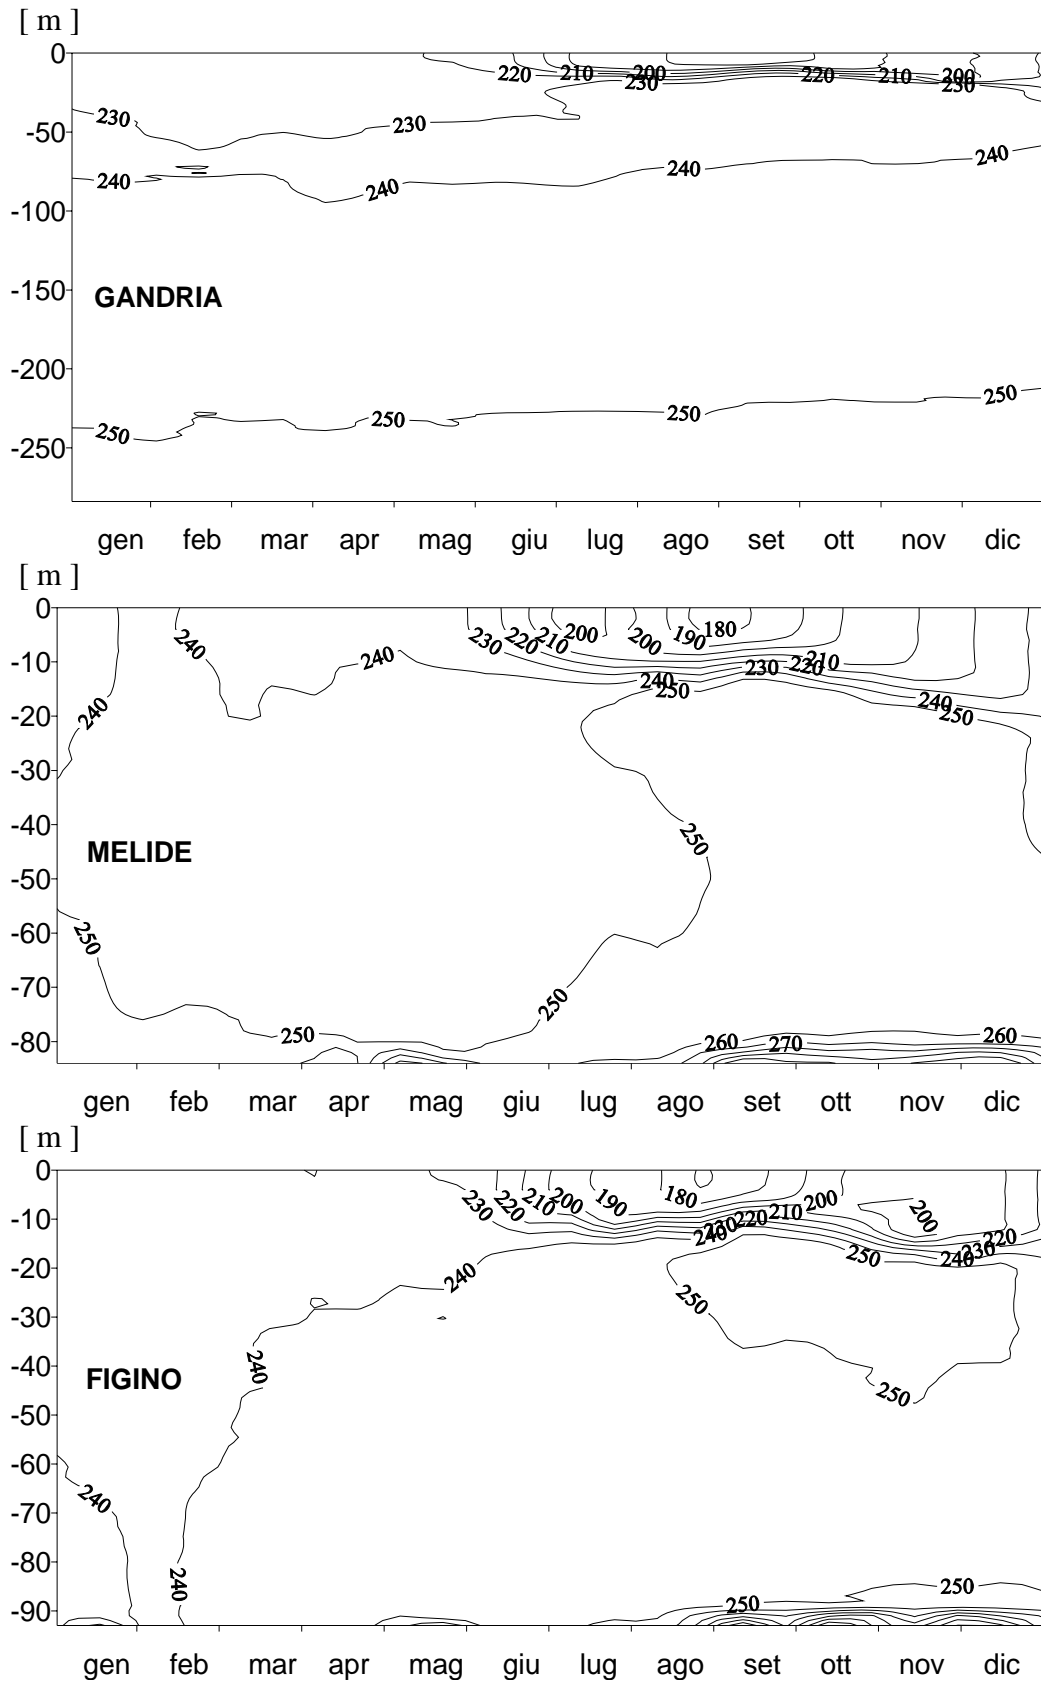 [ m ]
0
220 210 200 220 210 200
230 230
-50
230 230
240 240 240 240
-100
-150
GANDRIA
-200
250 250 250 250
-250
gen feb mar apr mag giu lug ago set ott nov dic
[ m ]
0
240 230 220 210 200 200 190 180
-10
240 230 220 210
240 240 250 240 250
-20
-30
-40
250
MELIDE
-50
-60
250
-70
250
-80
250 260 270 260
gen feb mar apr mag giu lug ago set ott nov dic
[ m ]
0
230 220 210 200 190 180 200
-10
240 230 220 210 200 220
250 240 230
-20
240
250
-30
-40
240
FIGINO
250
-50
-60
240
-70
-80
240
250
-90
250
gen feb mar apr mag giu lug ago set ott nov dic